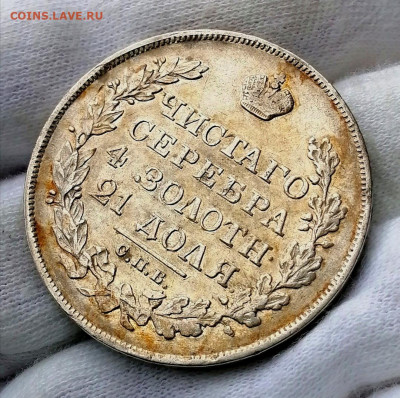 COINS.LAVE.RU
ЧИСТАГО
СЕРЕБРА
4 ЗОЛОТН.
21 ДОЛЯ
С.П.Б.